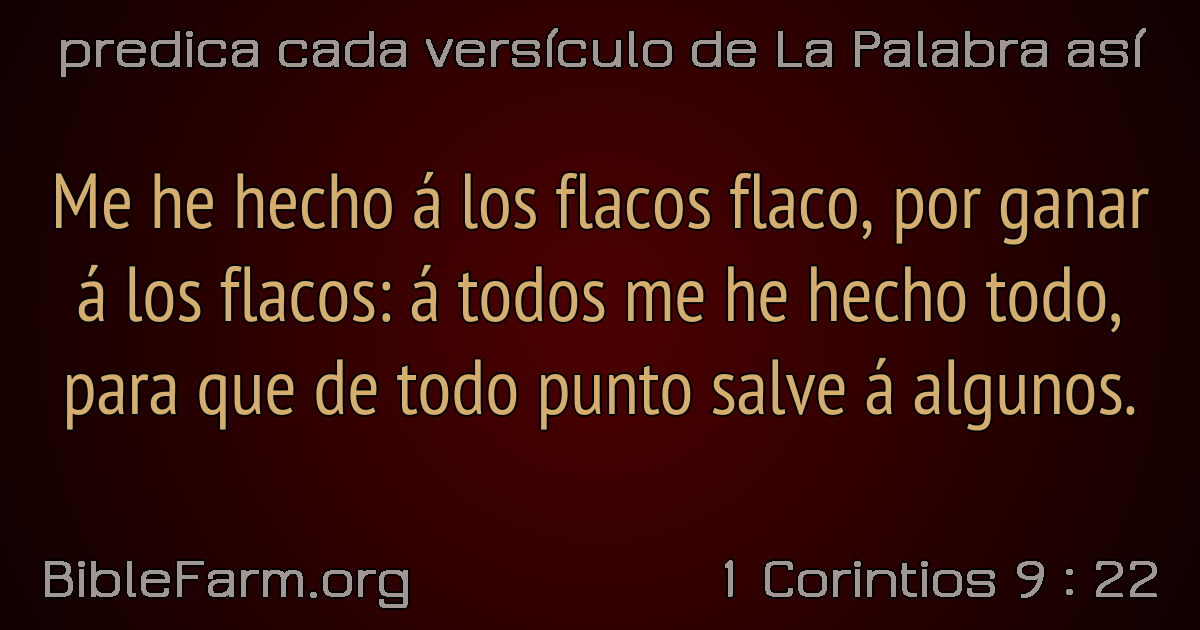 predica cada versículo de La Palabra así
Me he hecho á los flacos flaco, por ganar
á los flacos: á todos me he hecho todo,
para que de todo punto salve á algunos.
BibleFarm.org
1 Corintios 9 : 22